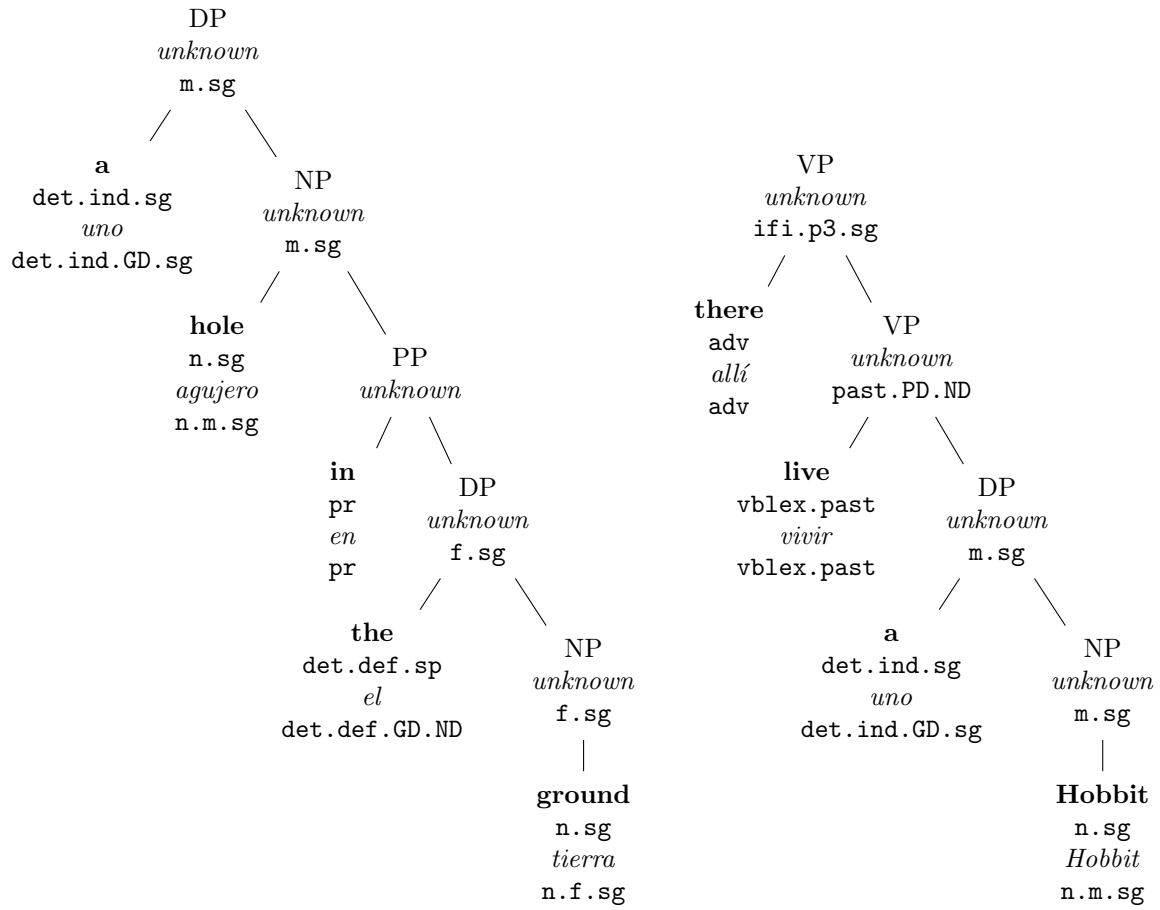 DP
unknown
m.sg
a
det.ind.sg
uno
det.ind.GD.sg
NP
unknown
m.sg
hole
n.sg
agujero
n.m.sg
PP
unknown
in
pr
en
pr
DP
unknown
f.sg
the
det.def.sp
el
det.def.GD.ND
NP
unknown
f.sg
ground
n.sg
tierra
n.f.sg
VP
unknown
ifi.p3.sg
there
adv
allí
adv
VP
unknown
past.PD.ND
live
vblex.past
vivir
vblex.past
DP
unknown
m.sg
a
det.ind.sg
uno
det.ind.GD.sg
NP
unknown
m.sg
Hobbit
n.sg
Hobbit
n.m.sg